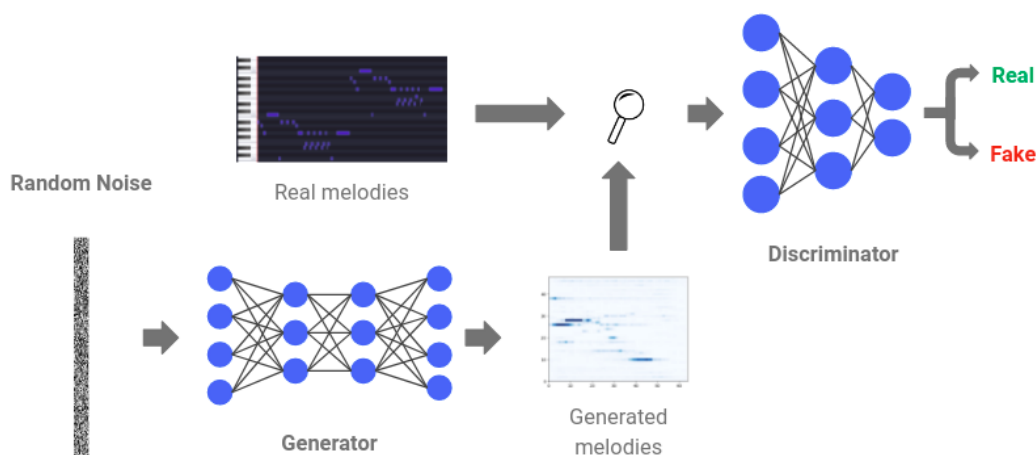 Real
Fake
Random Noise
Real melodies
Discriminator
Generator
Generated
melodies